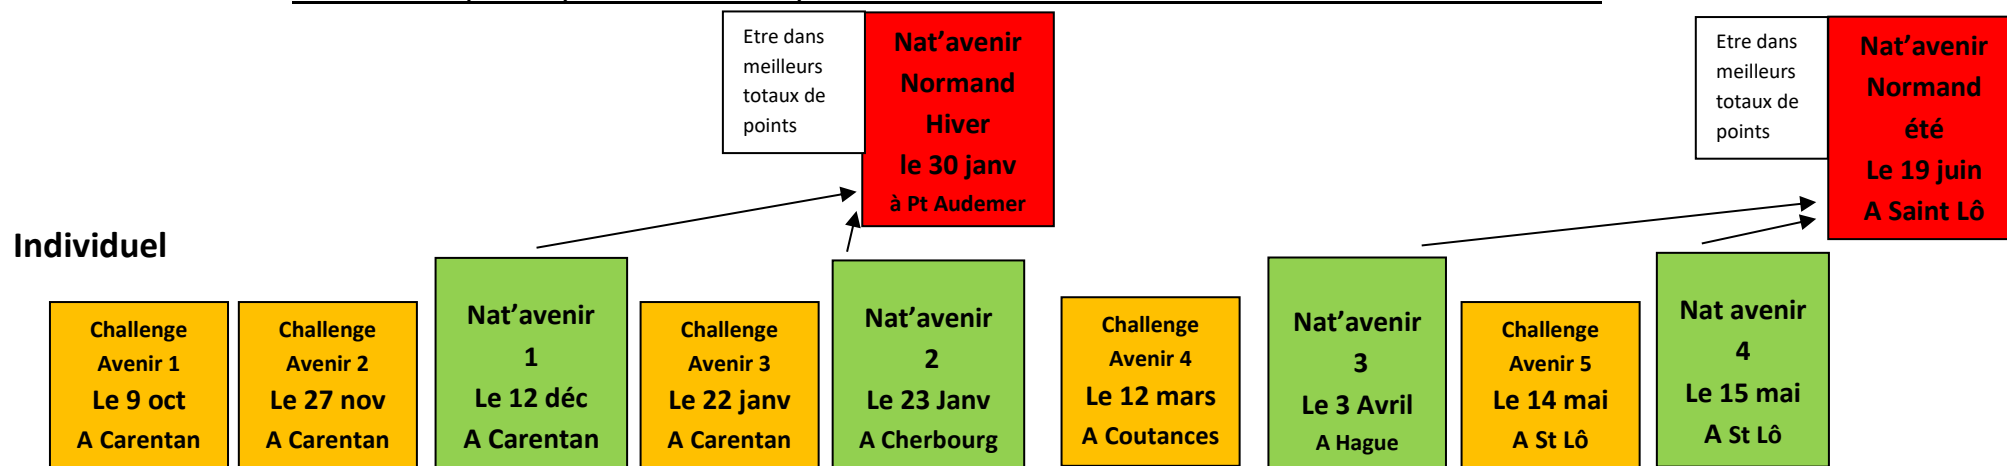 Etre dans
meilleurs
totaux de
points
Nat’avenir
Normand
Hiver
le 30 janv
à Pt Audemer
Etre dans
meilleurs
totaux de
points
Nat’avenir
Normand
été
Le 19 juin
A Saint Lô
Individuel
Challenge
Avenir 1
Le 9 oct
A Carentan
Challenge
Avenir 2
Le 27 nov
A Carentan
Nat’avenir
1
Le 12 déc
A Carentan
Challenge
Avenir 3
Le 22 janv
A Carentan
Nat’avenir
2
Le 23 Janv
A Cherbourg
Challenge
Avenir 4
Le 12 mars
A Coutances
Nat’avenir
3
Le 3 Avril
A Hague
Challenge
Avenir 5
Le 14 mai
A St Lô
Nat avenir
4
Le 15 mai
A St Lô